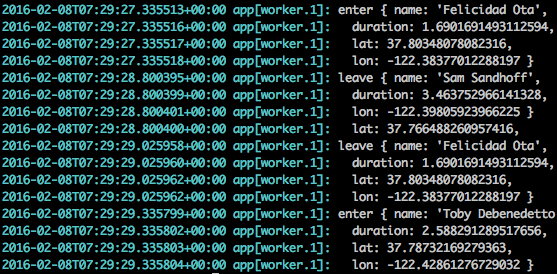 2016-02-08T07:29:27.335513+00:00 app[worker.1]: enter { name: 'Felicidad Ota',
2016-02-08T07:29:27.335516+00:00 app[worker.1]:   duration: 1.6901691493112594,
2016-02-08T07:29:27.335517+00:00 app[worker.1]:   lat: 37.80348078082316,
2016-02-08T07:29:27.335518+00:00 app[worker.1]:   lon: -122.38377011288197 }
2016-02-08T07:29:28.800395+00:00 app[worker.1]: leave { name: 'Sam Sandhoff',
2016-02-08T07:29:28.800399+00:00 app[worker.1]:   duration: 3.463752966141328,
2016-02-08T07:29:28.800401+00:00 app[worker.1]:   lon: -122.39805923966225 }
2016-02-08T07:29:28.800400+00:00 app[worker.1]:   lat: 37.766488260957416,
2016-02-08T07:29:29.025958+00:00 app[worker.1]: leave { name: 'Felicidad Ota',
2016-02-08T07:29:29.025960+00:00 app[worker.1]:   duration: 1.6901691493112594,
2016-02-08T07:29:29.025962+00:00 app[worker.1]:   lat: 37.80348078082316,
2016-02-08T07:29:29.025962+00:00 app[worker.1]:   lon: -122.38377011288197 }
2016-02-08T07:29:29.335799+00:00 app[worker.1]: enter { name: 'Toby Debenedetto
2016-02-08T07:29:29.335802+00:00 app[worker.1]:   duration: 2.588291289517656,
2016-02-08T07:29:29.335803+00:00 app[worker.1]:   lat: 37.78732169279363,
2016-02-08T07:29:29.335804+00:00 app[worker.1]:   lon: -122.42861276729032 }